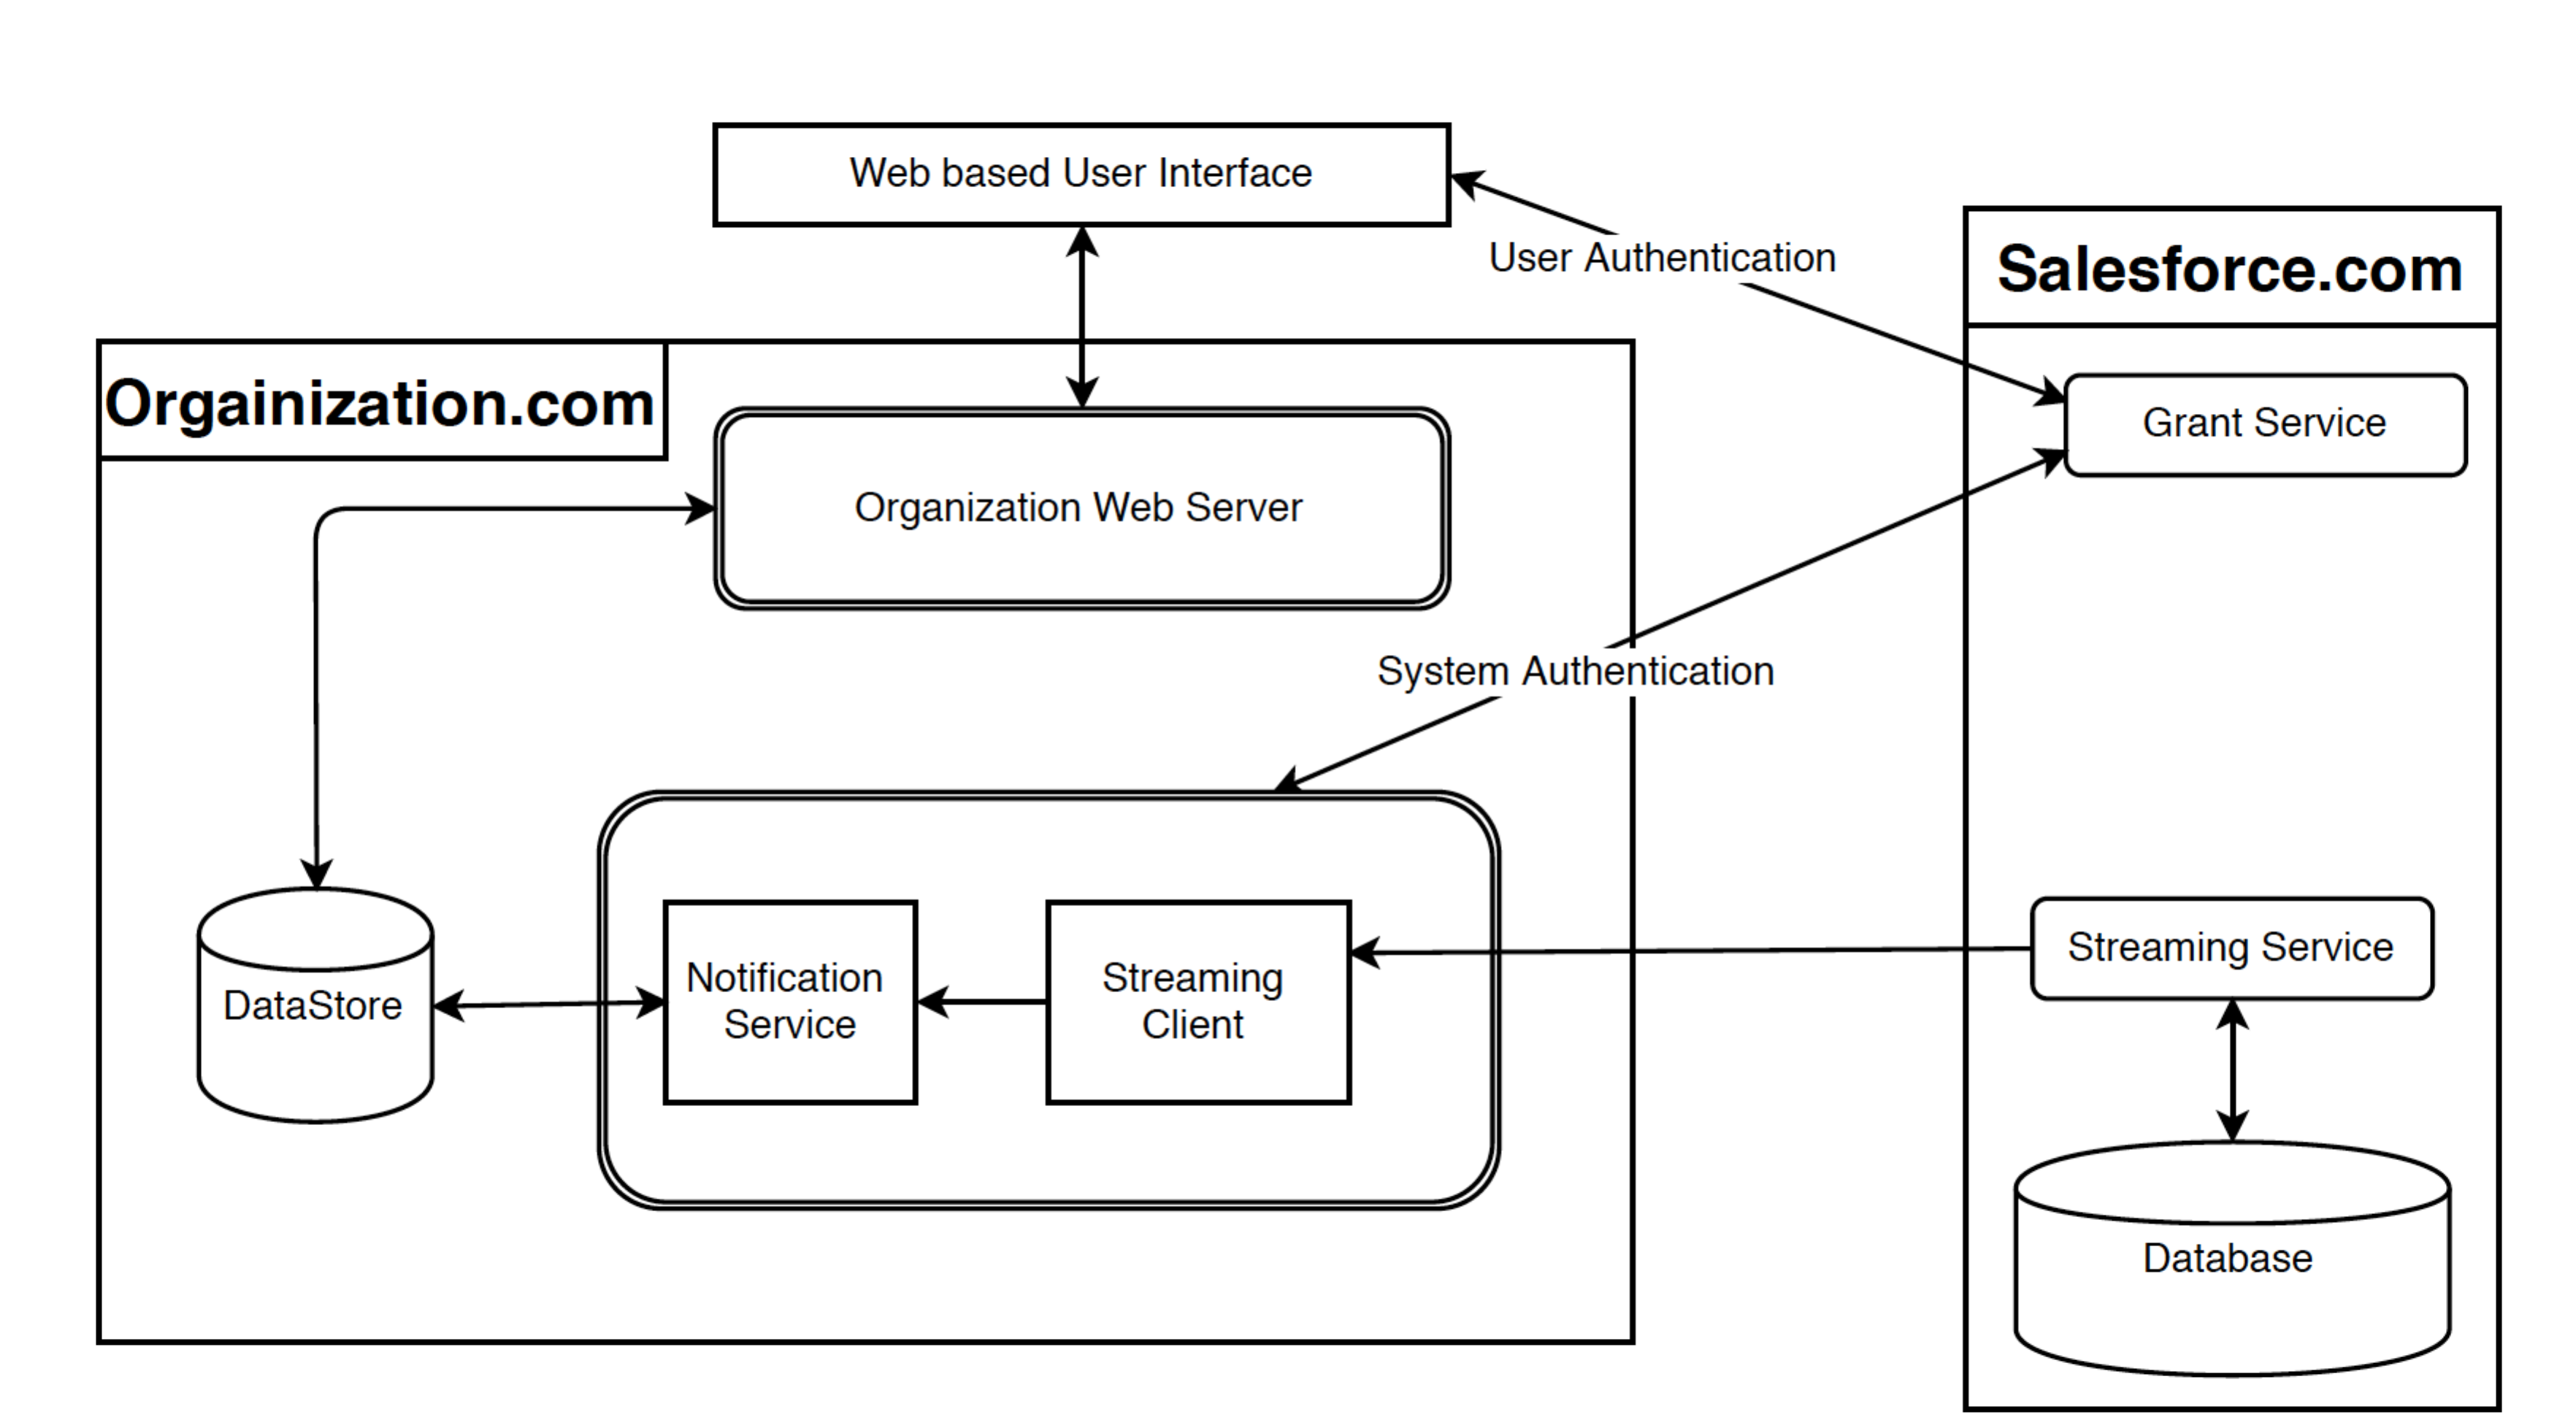 Web based User Interface
User Authentication
Salesforce.com
Orgainization.com
Grant Service
Organization Web Server
System Authentication
DataStore
Notification
Service
Streaming
Client
Streaming Service
Database